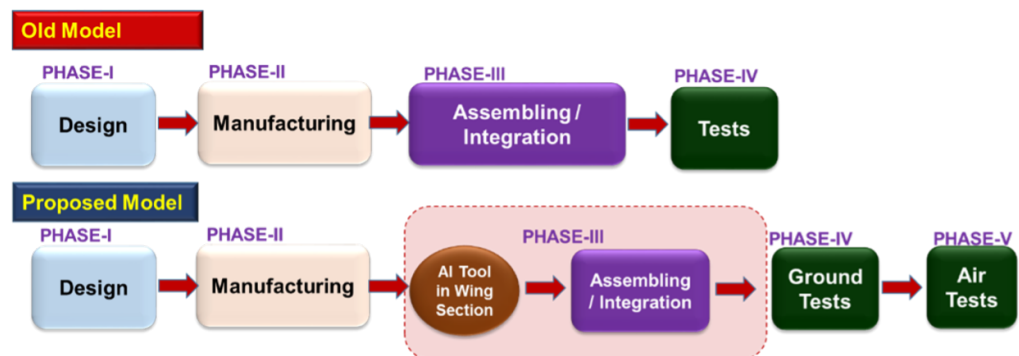 Old Model
PHASE-I
PHASE-II
PHASE-III
PHASE-IV
Design
Manufacturing
Assembling /
Integration
Tests
Proposed Model
PHASE-I
PHASE-II
PHASE-III
PHASE-IV
PHASE-V
Design
Manufacturing
AI Tool
in Wing
Section
Assembling
/ Integration
Ground
Tests
Air
Tests